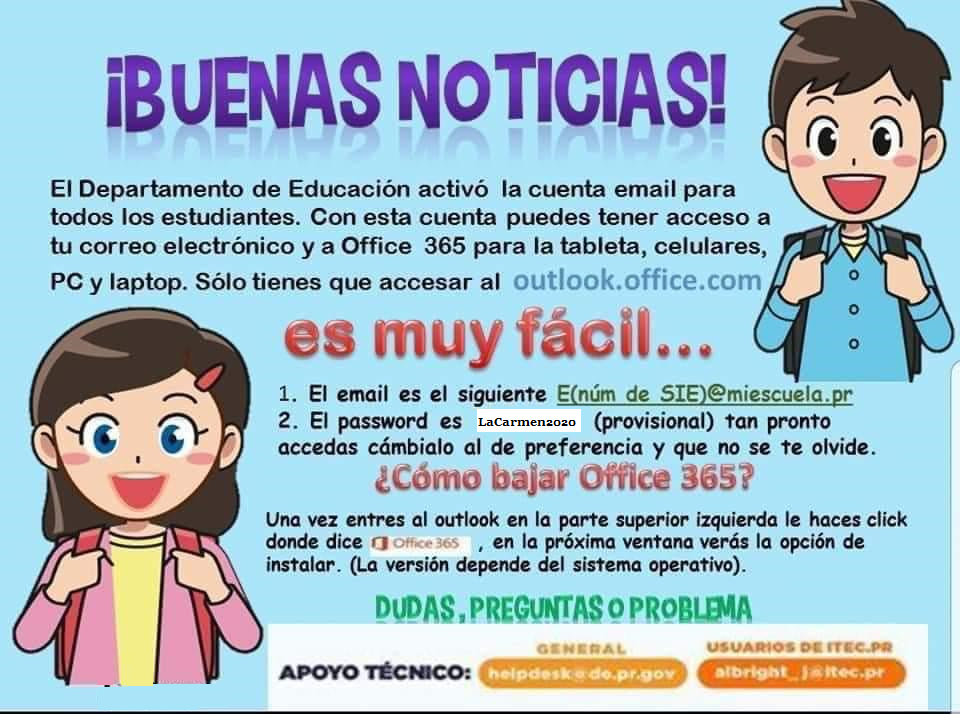 ¡BUENAS NOTICIAS!
El Departamento de Educación activó la cuenta email para
todos los estudiantes. Con esta cuenta puedes tener acceso a
tu correo electrónico y a Office 365 para la tableta, celulares,
PC y laptop. Sólo tienes que accesar al outlook.office.com
es muy fácil...
1. El email es el siguiente E(núm de SIE)@miescuela.pr
2. El password es LaCarmen2020 (provisional) tan pronto
accedas cámbialo al de preferencia y que no se te olvide.
¿Cómo bajar Office 365?
Una vez entres al outlook en la parte superior izquierda le haces click
donde dice Office 365 , en la próxima ventana verás la opción de
instalar. (La versión depende del sistema operativo).
DUDAS, PREGUNTAS O PROBLEMA
GENERAL USUARIOS DE ITEC.PR
APOYO TÉCNICO: helpdesk@de.pr.gov albright_j@itec.pr